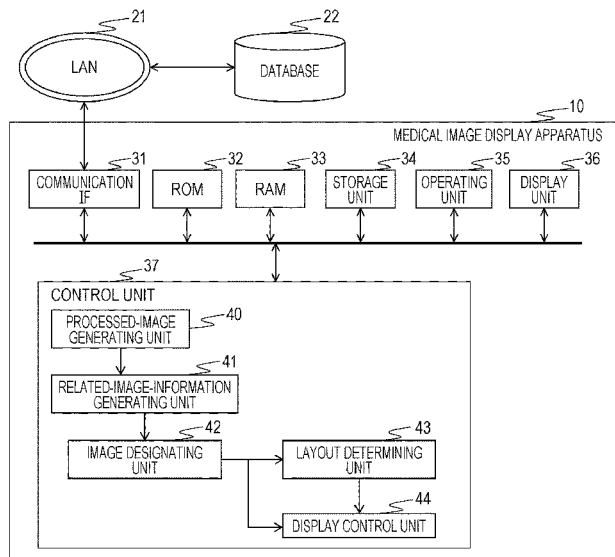 21
22
LAN
DATABASE
10
MEDICAL IMAGE DISPLAY APPARATUS
31
32
33
34
35
36
COMMUNICATION
IF
ROM
RAM
STORAGE
UNIT
OPERATING
UNIT
DISPLAY
UNIT
37
CONTROL UNIT
PROCESSED-IMAGE
GENERATING UNIT
40
41
RELATED-IMAGE-INFORMATION
GENERATING UNIT
42
43
IMAGE DESIGNATING
UNIT
LAYOUT DETERMINING
UNIT
44
DISPLAY CONTROL UNIT